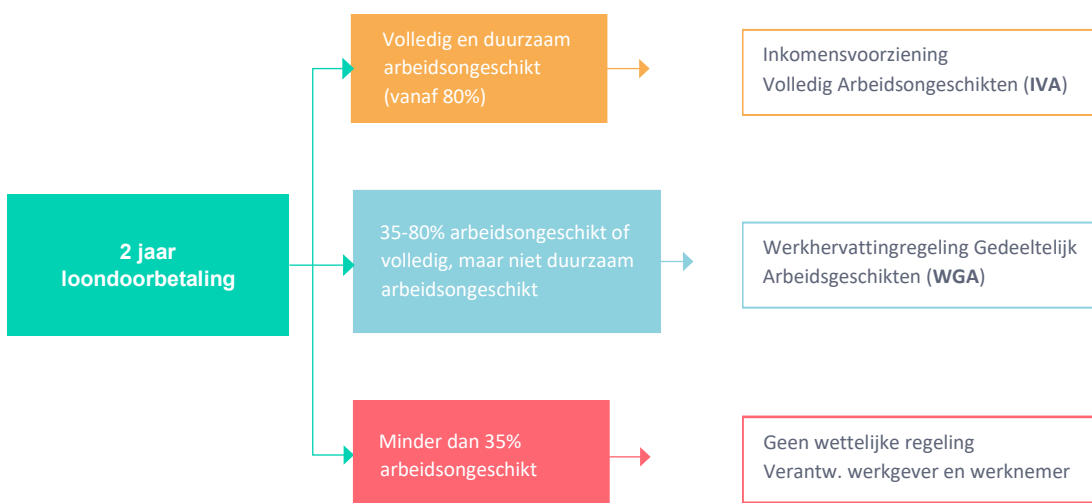 Volledig en duurzaam
arbeidsongeschikt
(vanaf 80%)
Inkomensvoorziening
Volledig Arbeidsongeschikten (IVA)
2 jaar
loondoorbetaling
35-80% arbeidsongeschikt of
volledig, maar niet duurzaam
arbeidsongeschikt
Werkhervattingregeling Gedeeltelijk
Arbeidsgeschikten (WGA)
Minder dan 35%
arbeidsongeschikt
Geen wettelijke regeling
Verantw. werkgever en werknemer